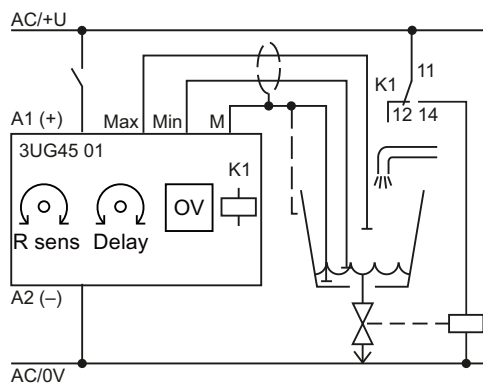 AC/+U
11
K1
A1 (+) Max Min M
12 14
3UG45 01
K1
OV
R sens Delay
A2 (–)
AC/0V